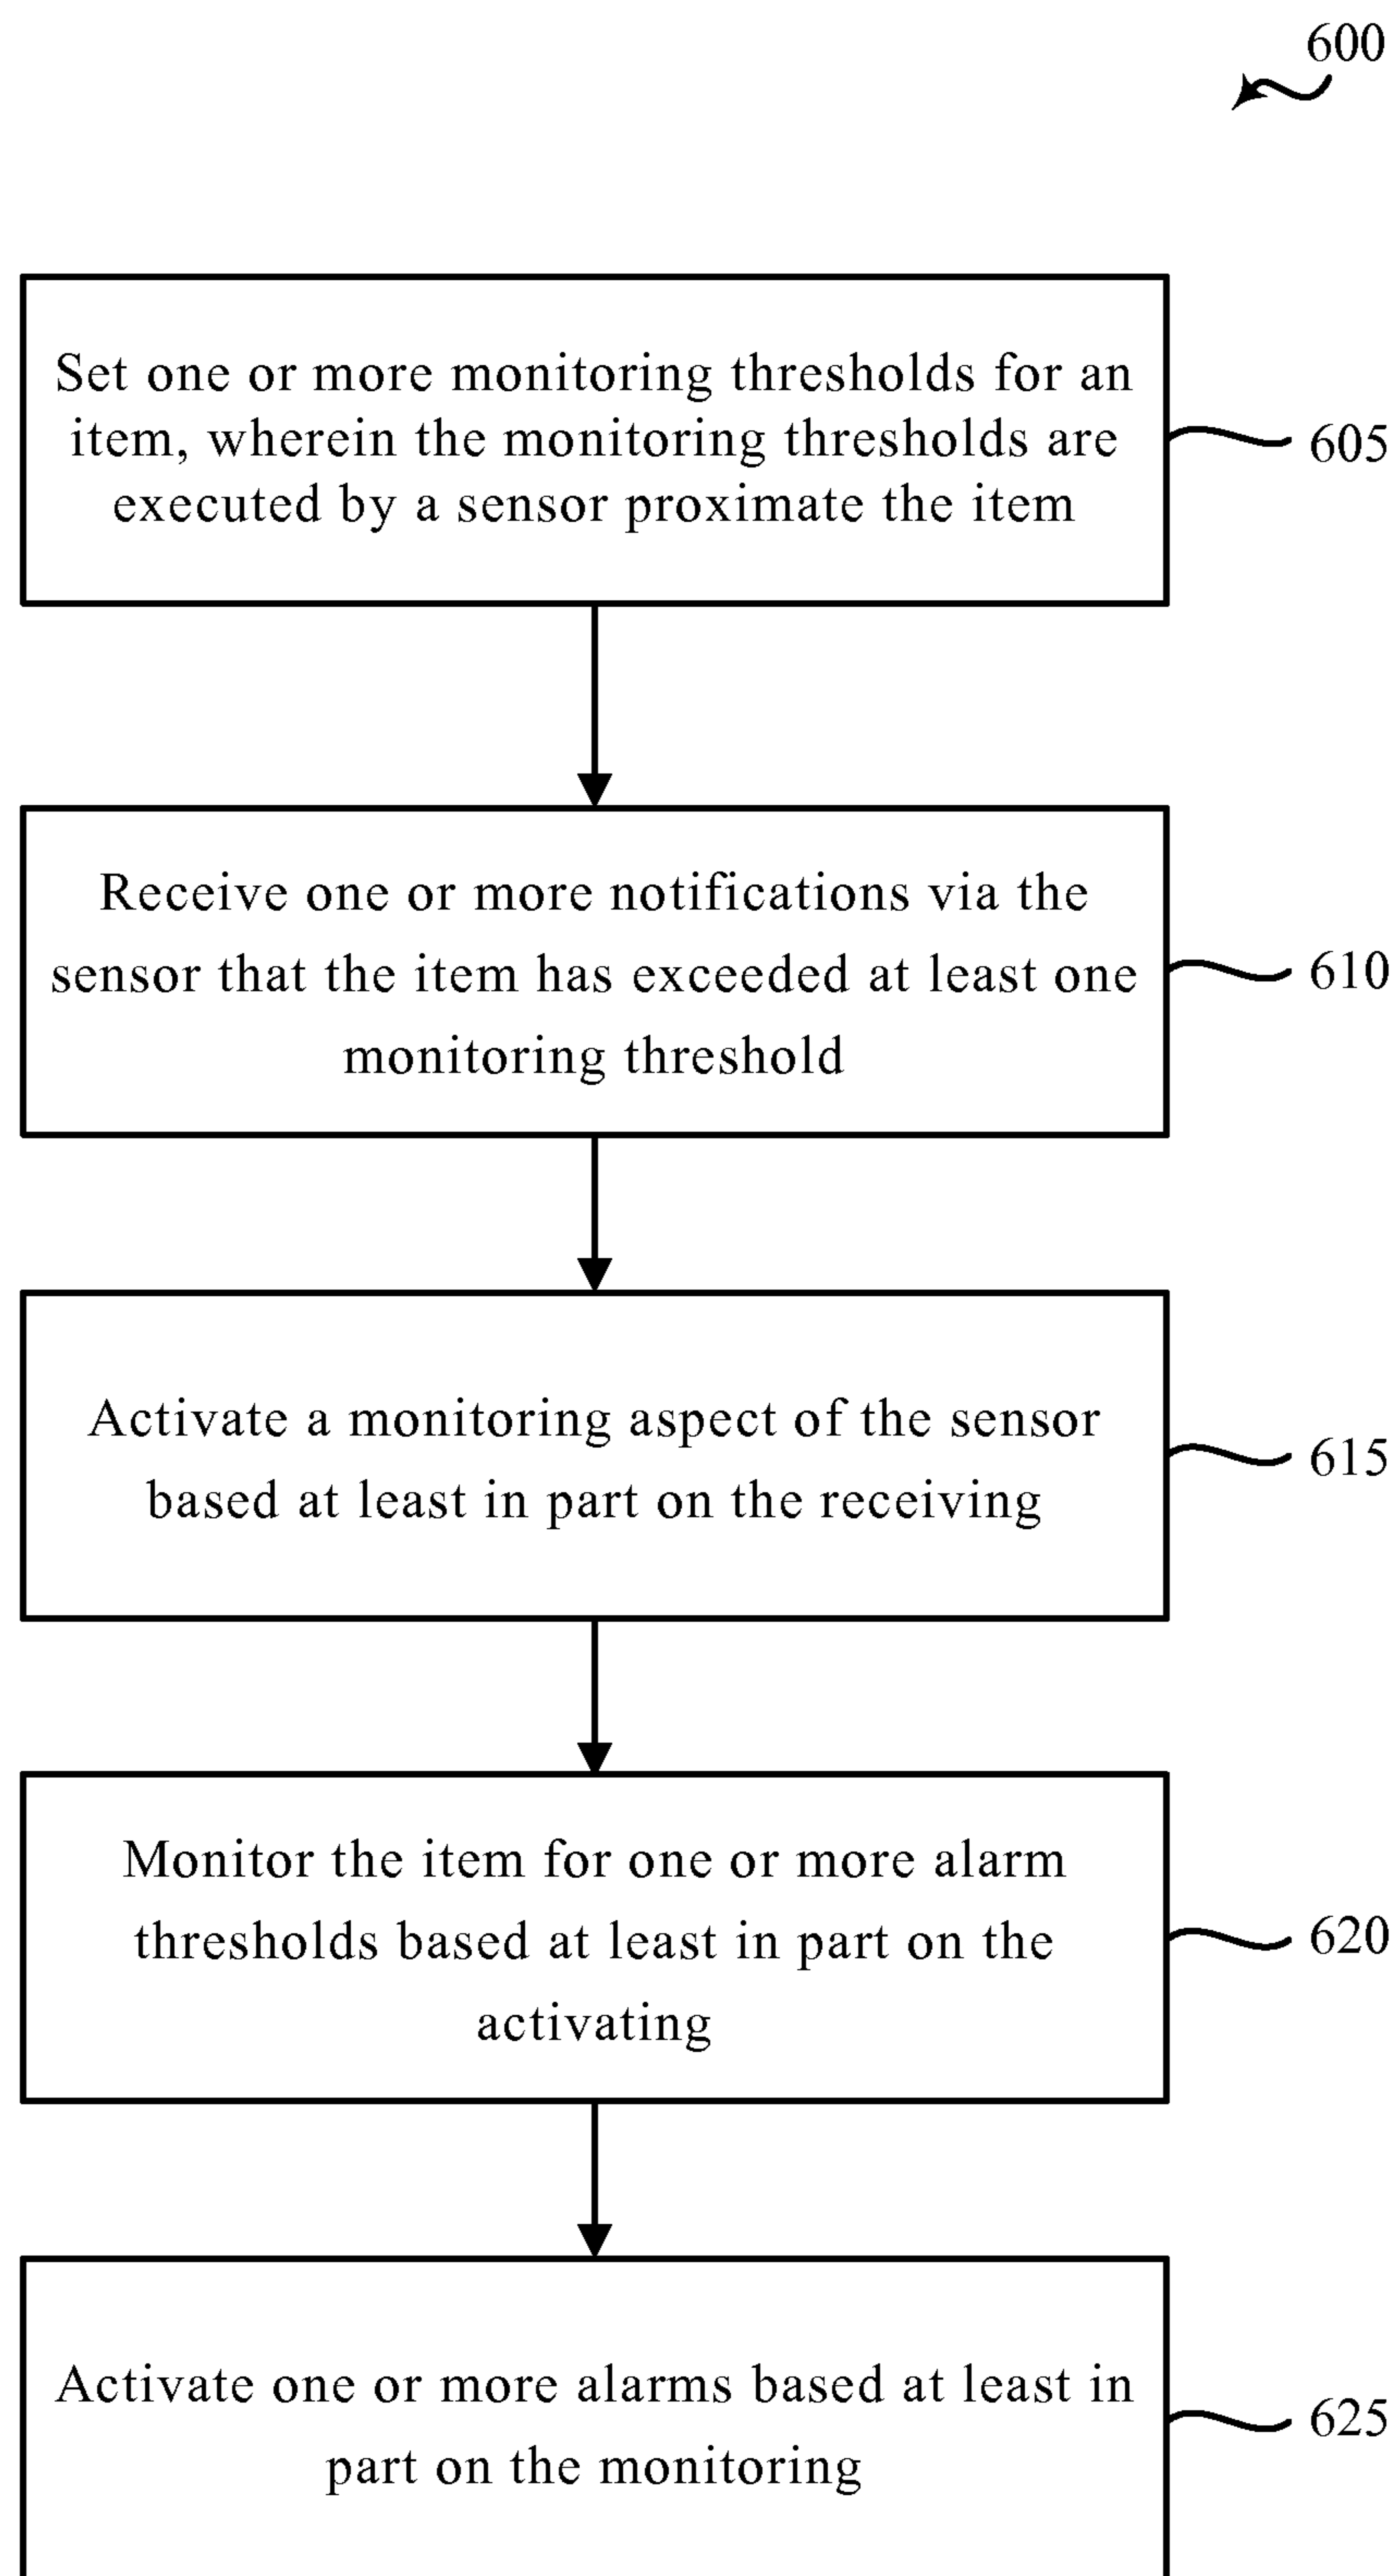 600
Set one or more monitoring thresholds for an
item, wherein the monitoring thresholds are
executed by a sensor proximate the item
605
Receive one or more notifications via the
sensor that the item has exceeded at least one
monitoring threshold
610
Activate a monitoring aspect of the sensor
based at least in part on the receiving
615
Monitor the item for one or more alarm
thresholds based at least in part on the
activating
620
Activate one or more alarms based at least in
part on the monitoring
625